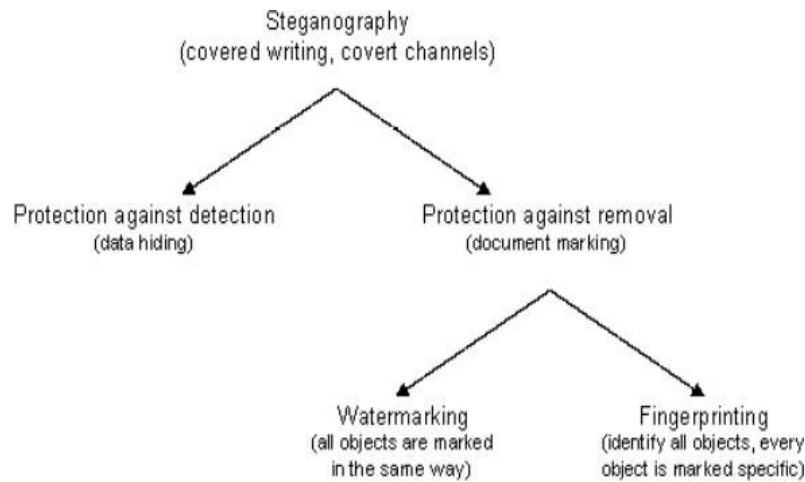 Steganography
(covered writing, covert channels)
Protection against detection
(data hiding)
Protection against removal
(document marking)
Watermarking
(all objects are marked
in the same way)
Fingerprinting
(identify all objects, every
object is marked specific)